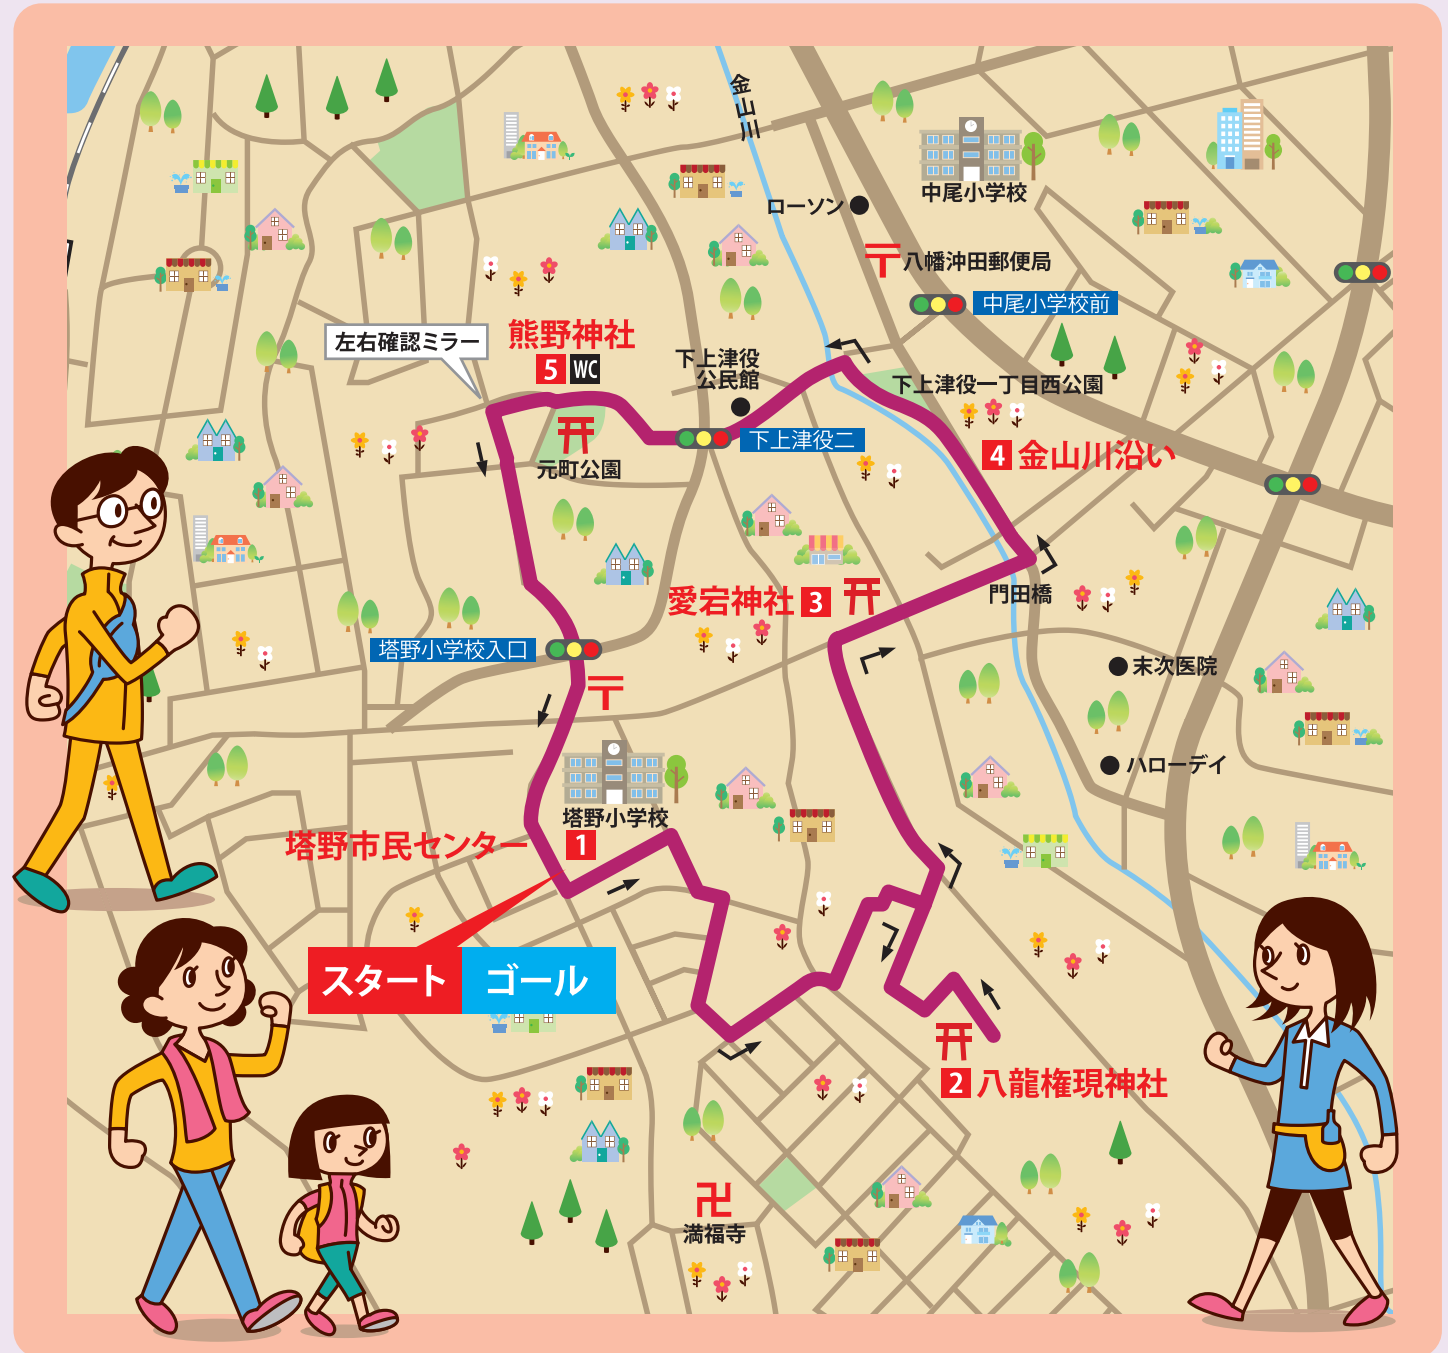 金山川
中尾小学校
ローソン
八幡沖田郵便局
中尾小学校前
左右確認ミラー
熊野神社
5 WC
下上津役
公民館
下上津役一丁目西公園
下上津役二
4 金山川沿い
元町公園
愛宕神社 3
門田橋
塔野小学校入口
末次医院
ハローデイ
塔野小学校
塔野市民センター 1
スタート ゴール
2 八龍権現神社
満福寺